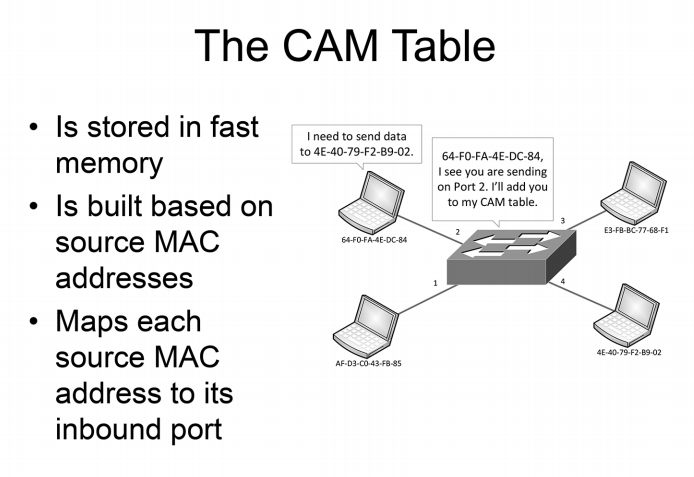 The CAM Table
• Is stored in fast
memory
• Is built based on
source MAC
addresses
• Maps each
source MAC
address to its
inbound port
I need to send data
to 4E-40-79-F2-B9-02.
64-F0-FA-4E-DC-84,
I see you are sending
on Port 2. I'll add you
to my CAM table.
64-F0-FA-4E-DC-84
2
3
E3-FB-BC-77-68-F1
1
4
AF-D3-C0-43-FB-85
4E-40-79-F2-B9-02